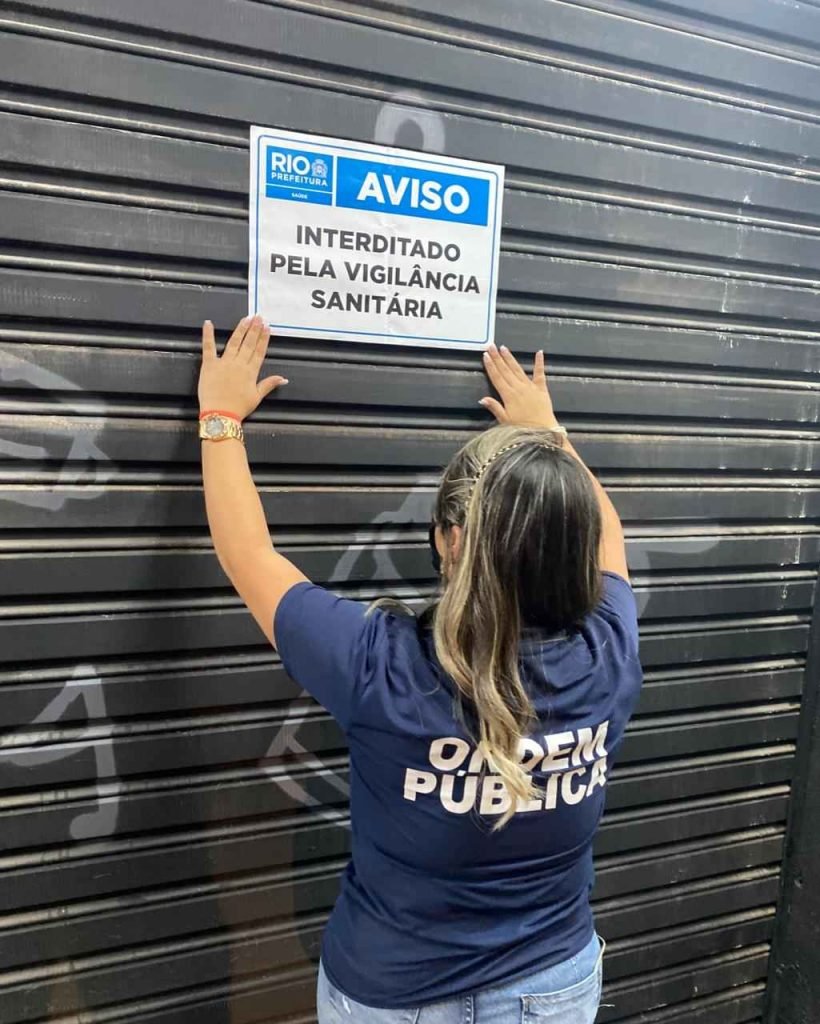 RIO
PREFEITURA
SAÚDE
AVISO
INTERDITADO
PELA VIGILÂNCIA
SANITÁRIA
ORDEM
PÚBLICA